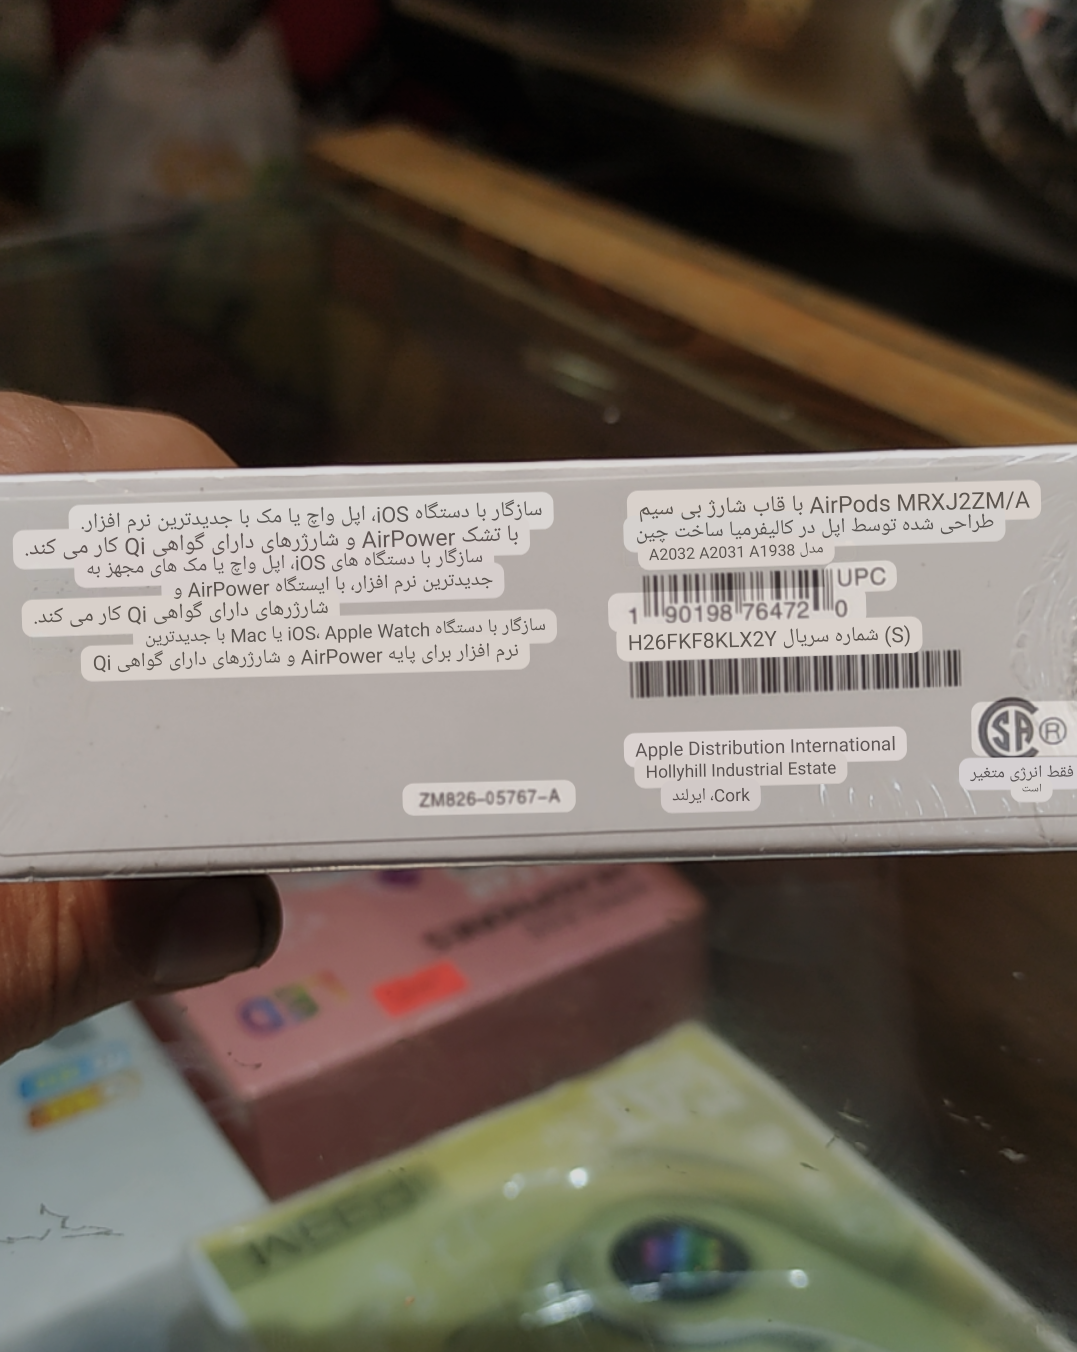 سازگار با دستگاه iOS، اپل واچ یا مک با جدیدترین نرم افزار.
با تشک AirPower و شارژرهای دارای گواهی Qi کار می کند.
سازگار با دستگاه های iOS، اپل واچ یا مک های مجهز به
جدیدترین نرم افزار، با ایستگاه AirPower و
شارژرهای دارای گواهی Qi کار می کند.
سازگار با دستگاه iOS، Apple Watch یا Mac با جدیدترین
نرم افزار برای پایه AirPower و شارژرهای دارای گواهی Qi
ZM826-05767-A
AirPods MRXJ2ZM/A با قاب شارژ بی سیم
طراحی شده توسط اپل در کالیفرمیا ساخت چین
مدل A2032 A2031 A1938
UPC
1 90198 76472 0
(S) شماره سریال H26FKF8KLX2Y
Apple Distribution International
Hollyhill Industrial Estate
Cork، ایرلند
SA ®
فقط انرژی متغیر
است